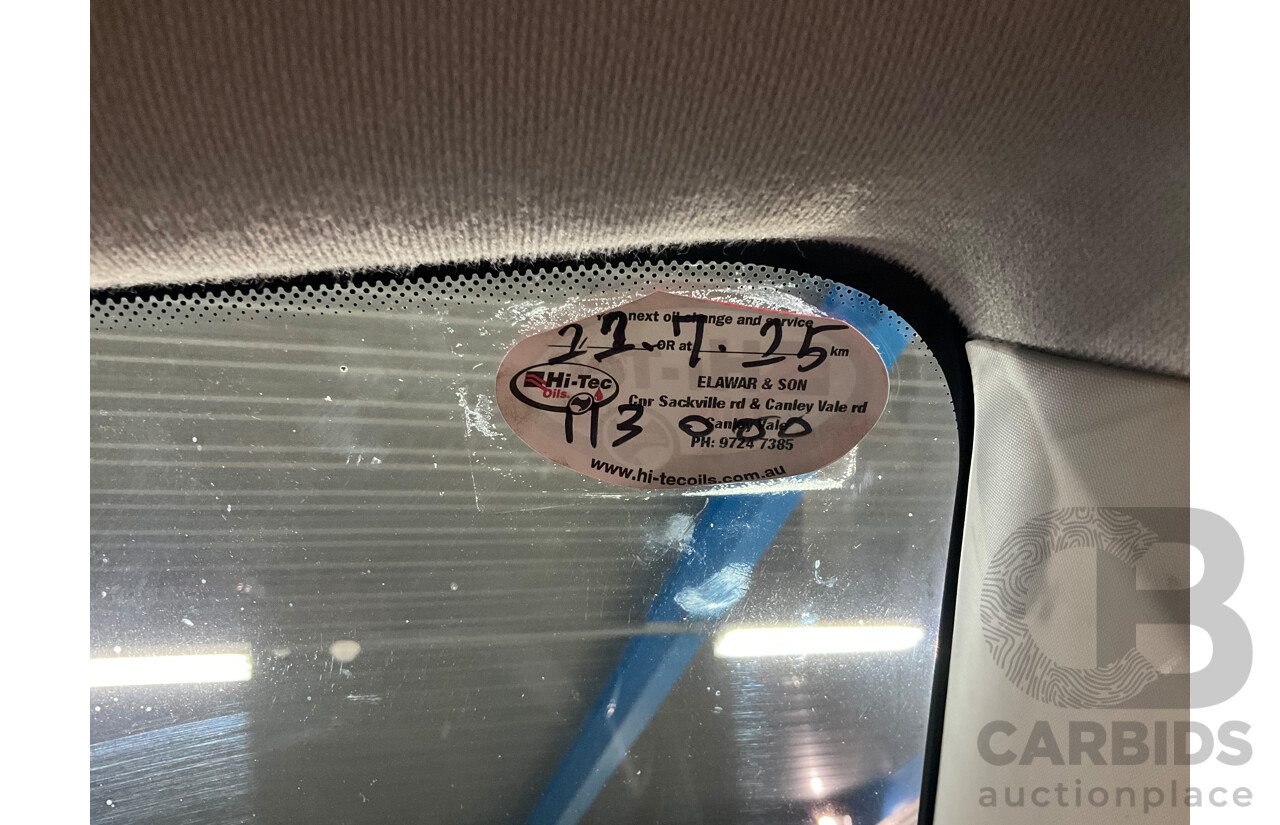 next oil change and service
22.7.25
OR at km
Hi-Tec
Oils
ELAWAR & SON
Cnr Sackville rd & Canley Vale rd
113 000
Vale
PH: 9724 7385
www.hi-tecoils.com.au
CB
CARBIDS
auctionplace